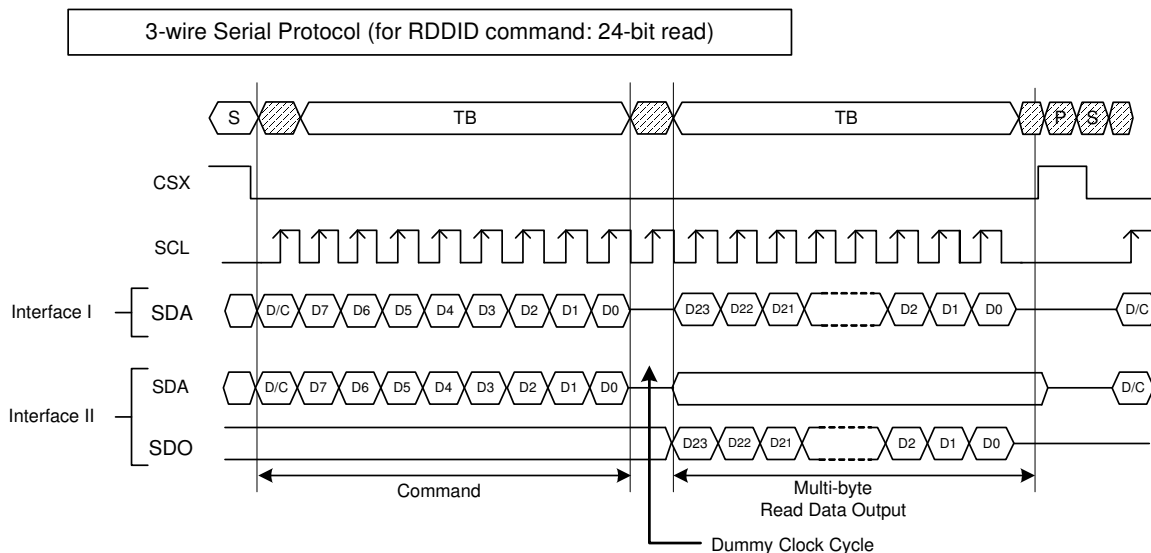 3-wire Serial Protocol (for RDDID command: 24-bit read)
S TB TB P S
CSX
SCL
Interface I SDA D/C D7 D6 D5 D4 D3 D2 D1 D0 D23 D22 D21 D2 D1 D0 D/C
SDA D/C D7 D6 D5 D4 D3 D2 D1 D0 D/C
Interface II
SDO D23 D22 D21 D2 D1 D0
Command Multi-byte
Read Data Output
Dummy Clock Cycle